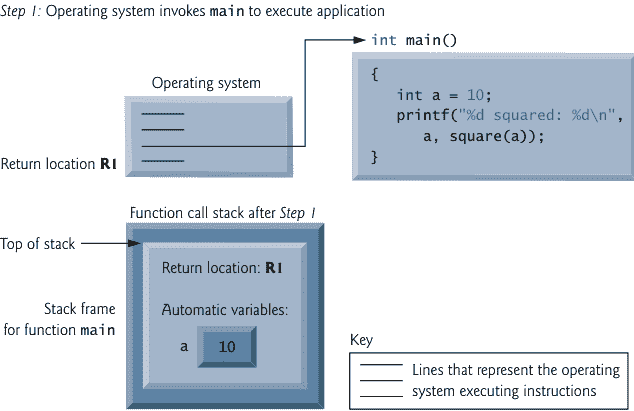 Step 1: Operating system invokes main to execute application
int main()
{
int a = 10;
printf("%d squared: %d\n",
a, square(a));
}
Operating system
Return location R1
Function call stack after Step 1
Top of stack
Return location: R1
Automatic variables:
a 10
Stack frame
for function main
Key
Lines that represent the operating
system executing instructions